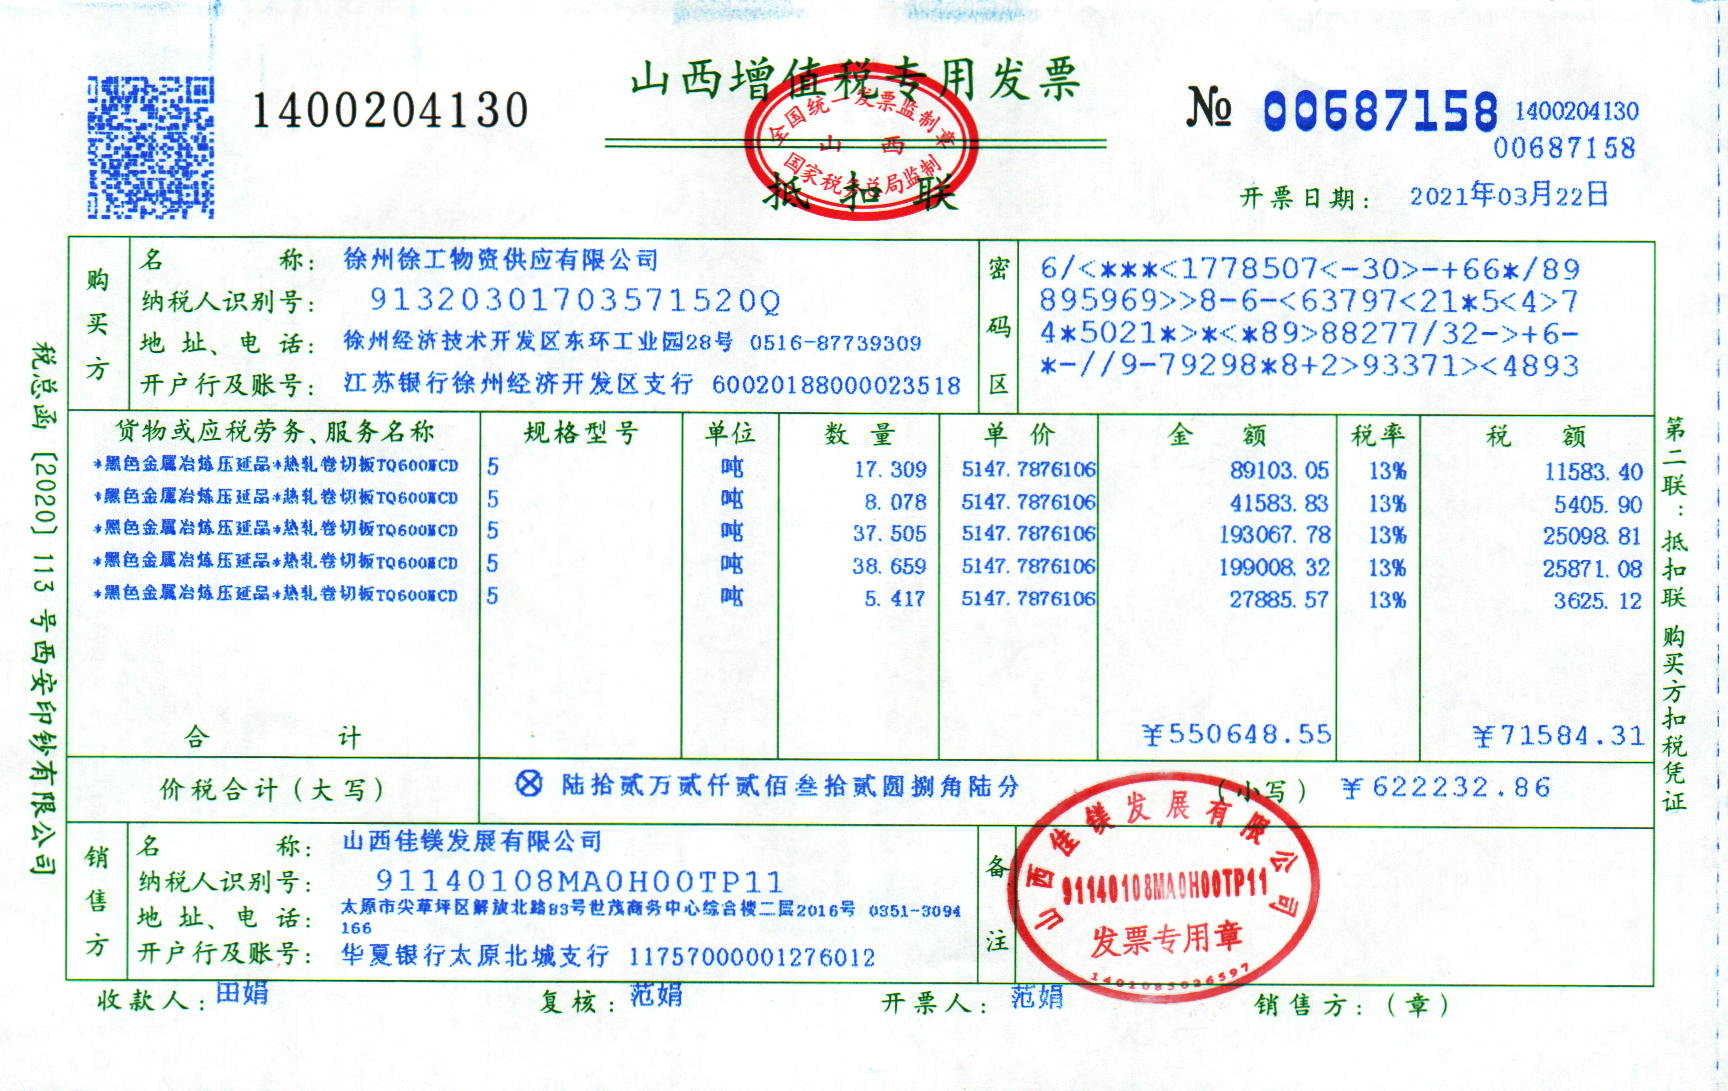 山西增值税专用发票
1400204130
№ 00687158 1400204130
00687158
全国统一发票监制章
山 西
国家税务总局监制
抵扣联
开票日期： 2021年03月22日
购买方
名 称： 徐州徐工物资供应有限公司
纳税人识别号： 91320301703571520Q
地 址、电 话： 徐州经济技术开发区东环工业园28号 0516-87739309
开户行及账号： 江苏银行徐州经济开发区支行 60020188000023518
密码区
6/<***<1778507<-30>-+66*/89
895969>>8-6-<63797<21*5<4>7
4*5021*>*<*89>88277/32->+6-
*-//9-79298*8+2>93371><4893
货物或应税劳务、服务名称 规格型号 单位 数 量 单 价 金 额 税率 税 额
*黑色金属冶炼压延品*热轧卷切板TQ600MCD 5 吨 17.309 5147.7876106 89103.05 13% 11583.40
*黑色金属冶炼压延品*热轧卷切板TQ600MCD 5 吨 8.078 5147.7876106 41583.83 13% 5405.90
*黑色金属冶炼压延品*热轧卷切板TQ600MCD 5 吨 37.505 5147.7876106 193067.78 13% 25098.81
*黑色金属冶炼压延品*热轧卷切板TQ600MCD 5 吨 38.659 5147.7876106 199008.32 13% 25871.08
*黑色金属冶炼压延品*热轧卷切板TQ600MCD 5 吨 5.417 5147.7876106 27885.57 13% 3625.12
合 计 ￥550648.55 ￥71584.31
价税合计（大写） ⊗ 陆拾贰万贰仟贰佰叁拾贰圆捌角陆分 （小写） ￥622232.86
销售方
名 称： 山西佳镁发展有限公司
纳税人识别号： 91140108MA0H00TP11
地 址、电 话： 太原市尖草坪区解放北路83号世茂商务中心综合楼二层2016号 0351-3094
166
开户行及账号： 华夏银行太原北城支行 11757000001276012
备注
山西佳镁发展有限公司
91140108MA0H00TP11
发票专用章
1401085026597
收款人： 田娟 复核： 范娟 开票人： 范娟 销售方：（章）
税总函〔2020〕113号西安印钞有限公司
第二联：抵扣联 购买方扣税凭证